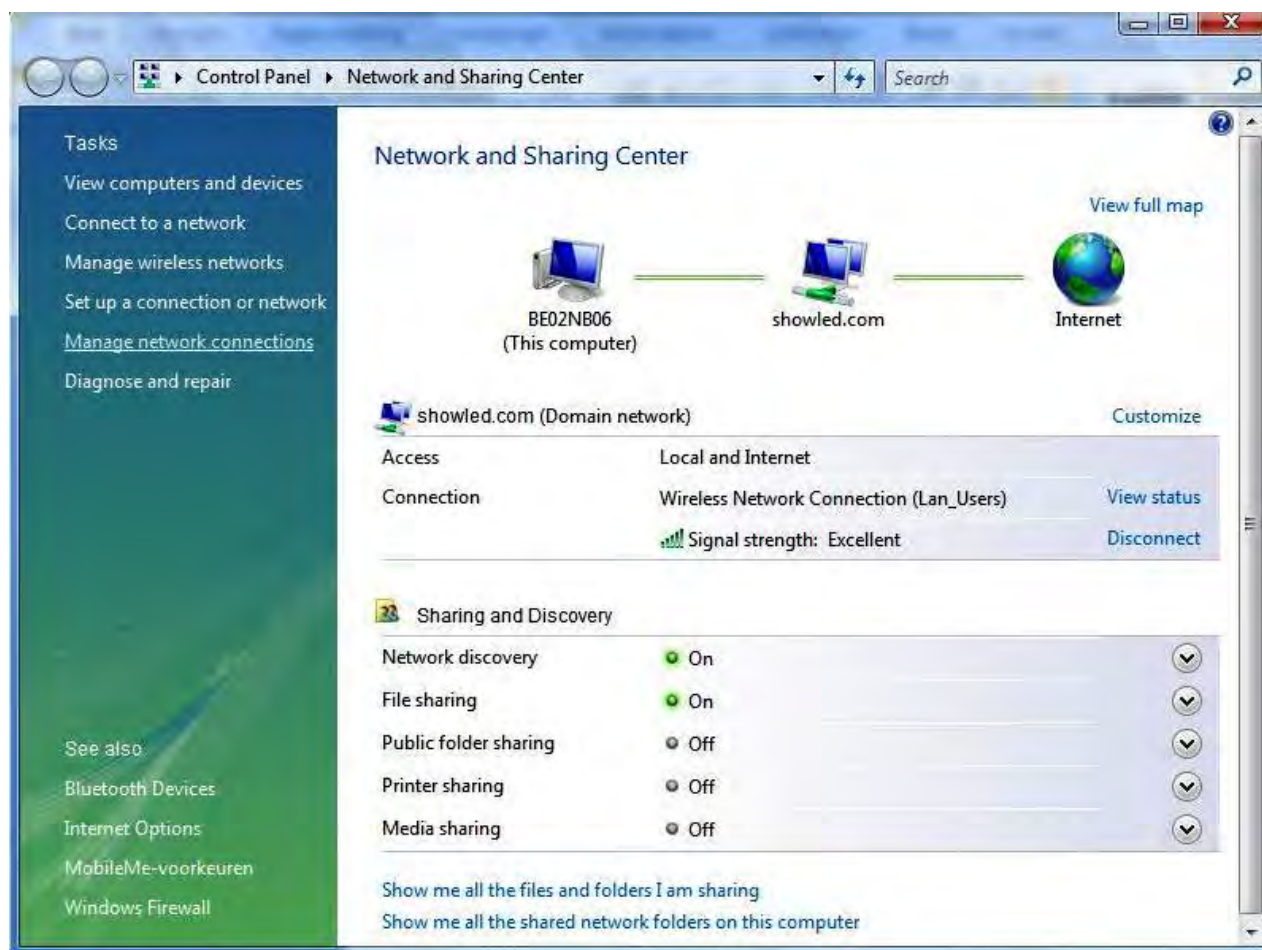 Control Panel Network and Sharing Center
Search
Tasks
View computers and devices
Connect to a network
Manage wireless networks
Set up a connection or network
Manage network connections
Diagnose and repair
See also
Bluetooth Devices
Internet Options
MobileMe-voorkeuren
Windows Firewall
Network and Sharing Center
View full map
BE02NB06
(This computer)
showled.com
Internet
showled.com (Domain network) Customize
Access Local and Internet
Connection Wireless Network Connection (Lan_Users) View status
Signal strength: Excellent Disconnect
Sharing and Discovery
Network discovery On
File sharing On
Public folder sharing Off
Printer sharing Off
Media sharing Off
Show me all the files and folders I am sharing
Show me all the shared network folders on this computer